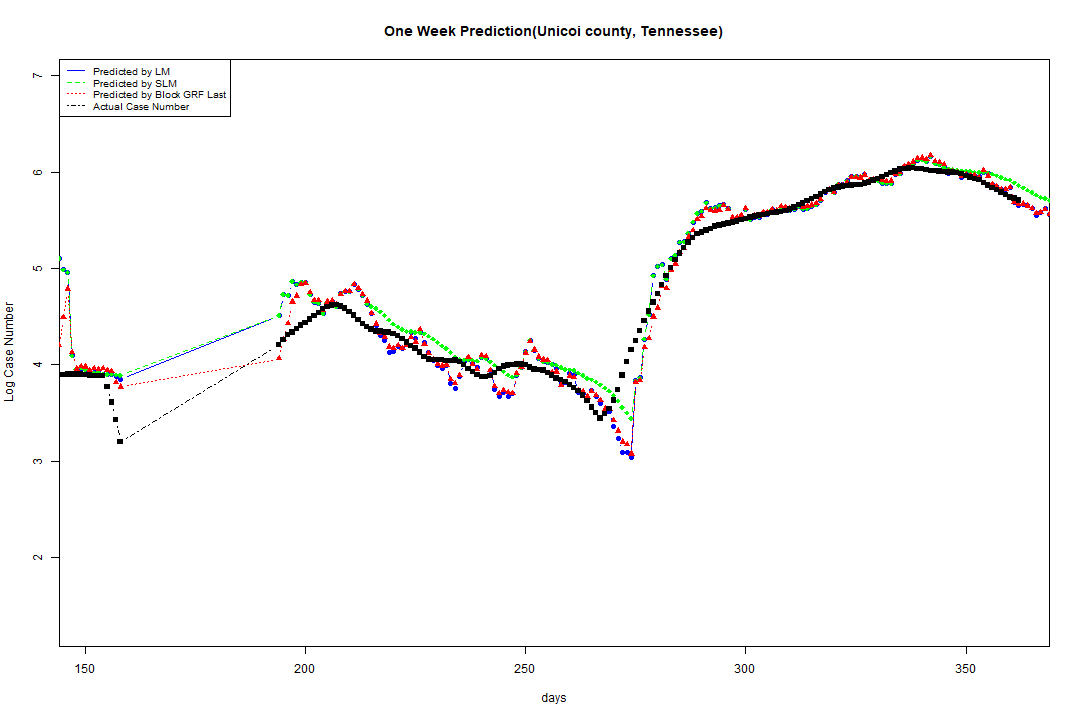 One Week Prediction(Unicoi county, Tennessee)
Predicted by LM
Predicted by SLM
Predicted by Block GRF Last
Actual Case Number
7
6
5
4
3
2
Log Case Number
150 200 250 300 350
days